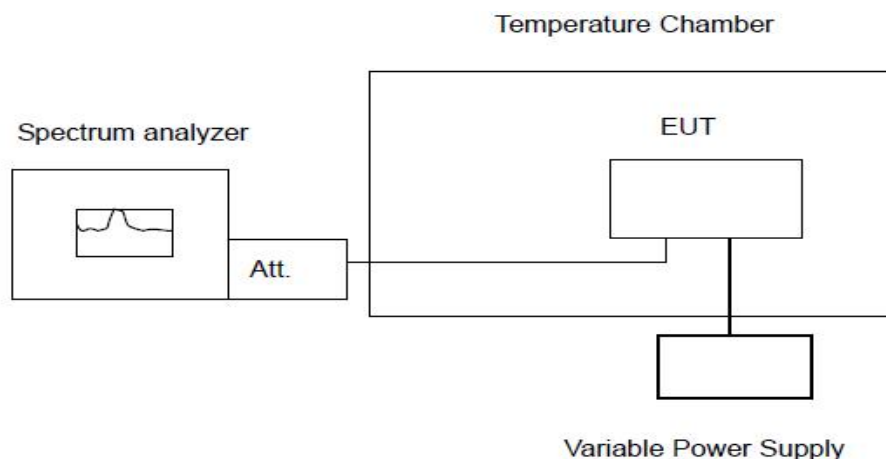 Temperature Chamber
Spectrum analyzer
EUT
Att.
Variable Power Supply